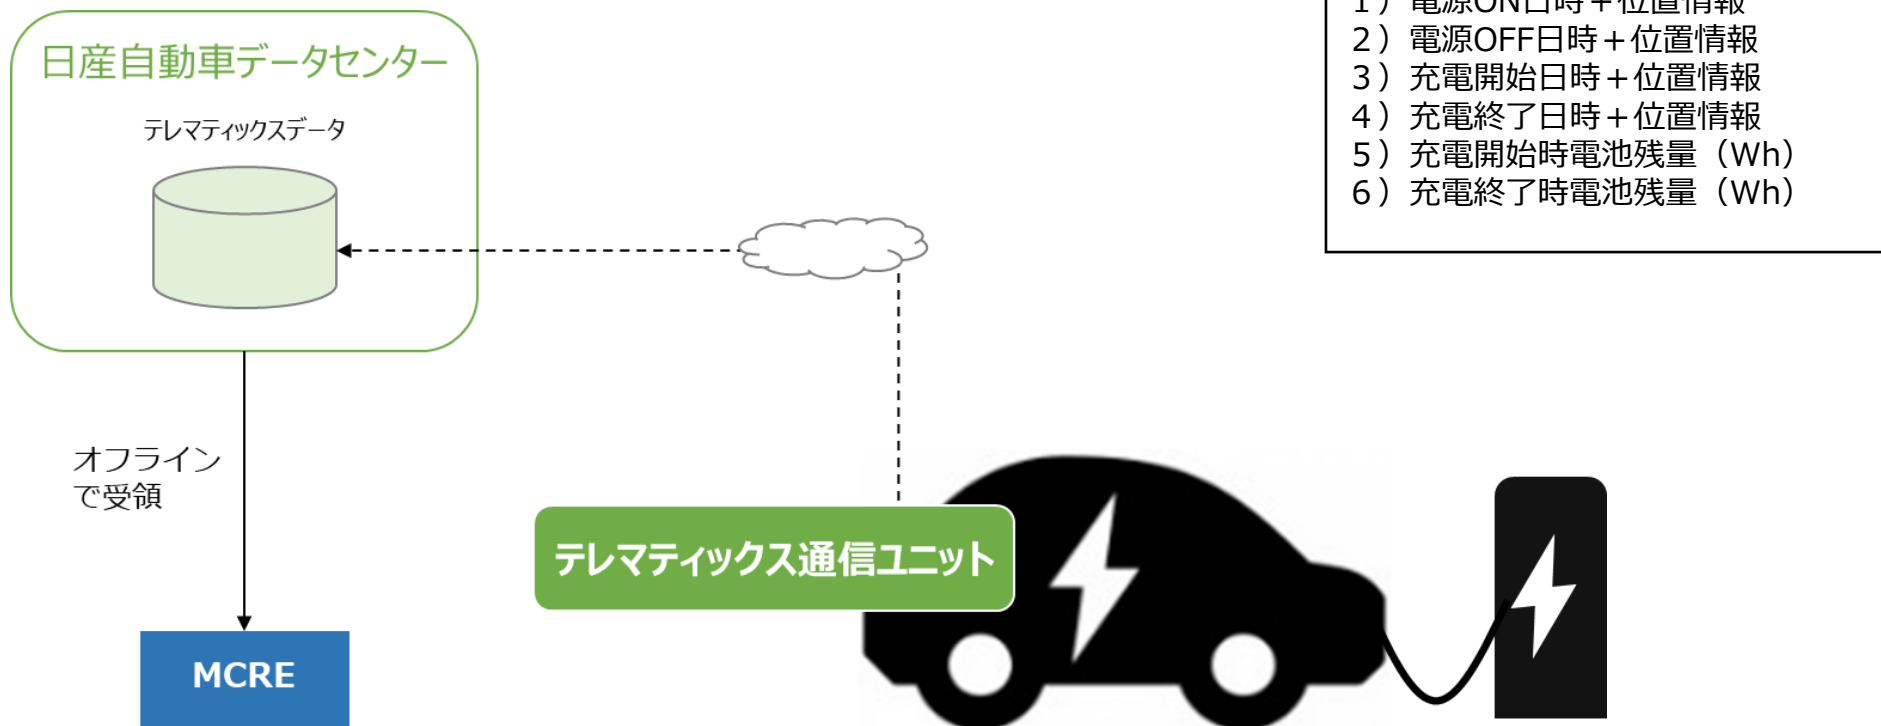 日産自動車データセンター
テレマティックスデータ
オフライン
で受領
MCRE
テレマティックス通信ユニット
１）電源ON日時＋位置情報
２）電源OFF日時＋位置情報
３）充電開始日時＋位置情報
４）充電終了日時＋位置情報
５）充電開始時電池残量（Wh）
６）充電終了時電池残量（Wh）